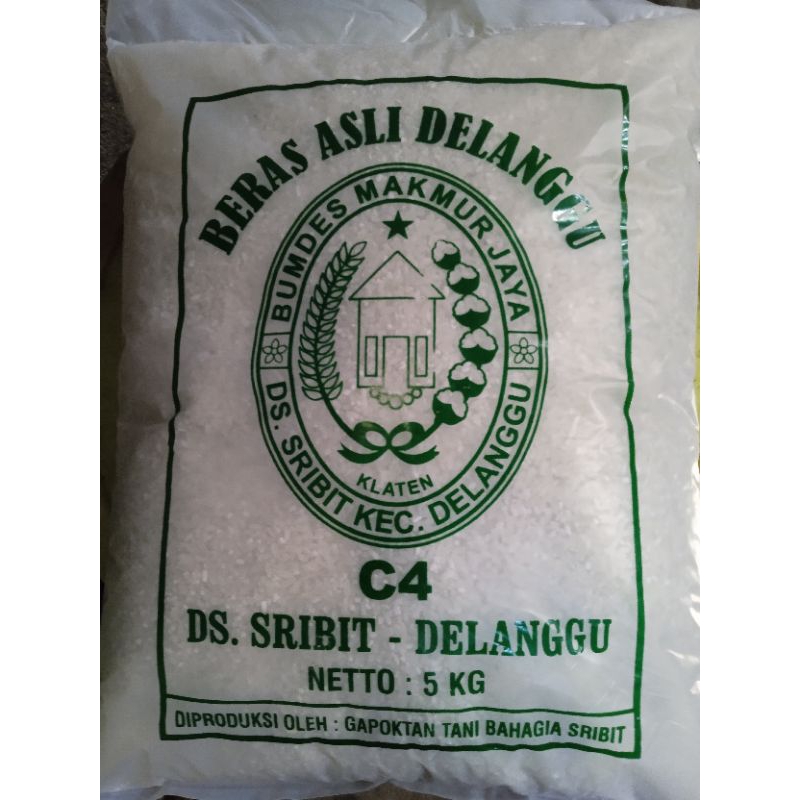 BERAS ASLI DELANGGU
BUMDES MAKMUR JAYA
KLATEN
DS. SRIBIT KEC. DELANGGU
C4
DS. SRIBIT - DELANGGU
NETTO : 5 KG
DIPRODUKSI OLEH : GAPOKTAN TANI BAHAGIA SRIBIT